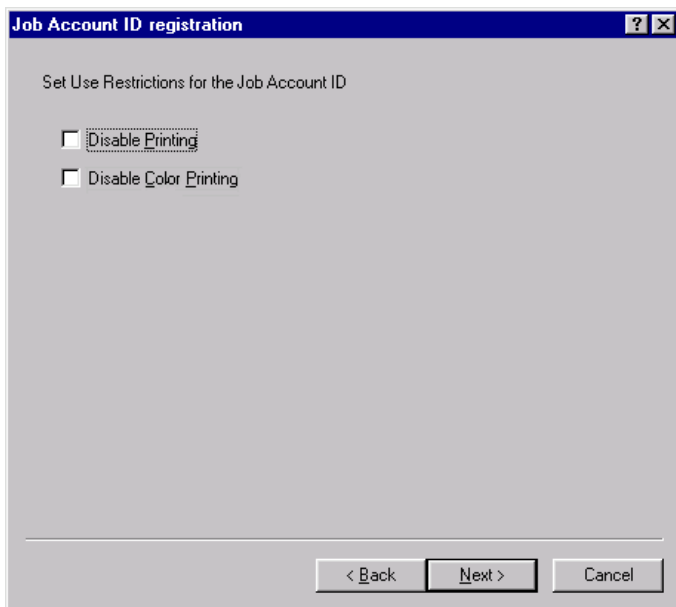 Job Account ID registration
Set Use Restrictions for the Job Account ID
Disable Printing
Disable Color Printing
< Back Next > Cancel